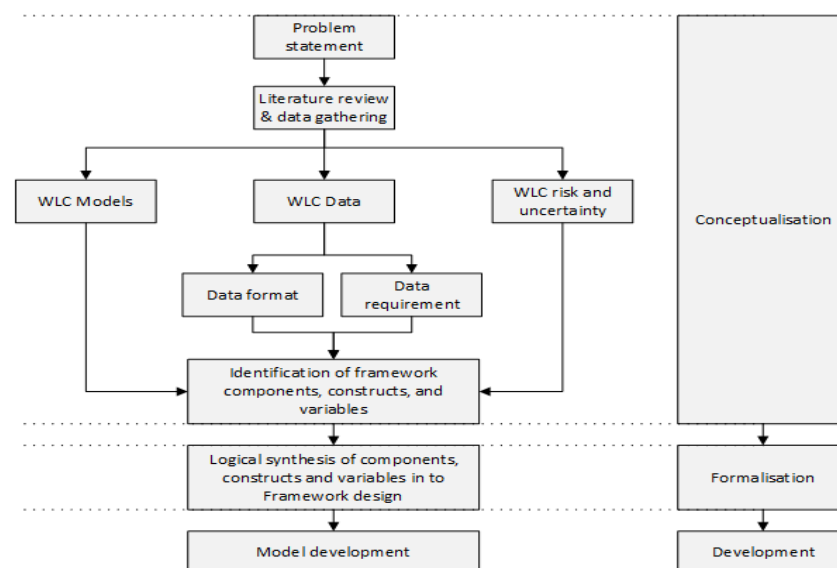 Problem
statement
Literature review
& data gathering
WLC Models
WLC Data
WLC risk and
uncertainty
Conceptualisation
Data format
Data
requirement
Identification of framework
components, constructs, and
variables
Logical synthesis of components,
constructs and variables in to
Framework design
Formalisation
Model development
Development